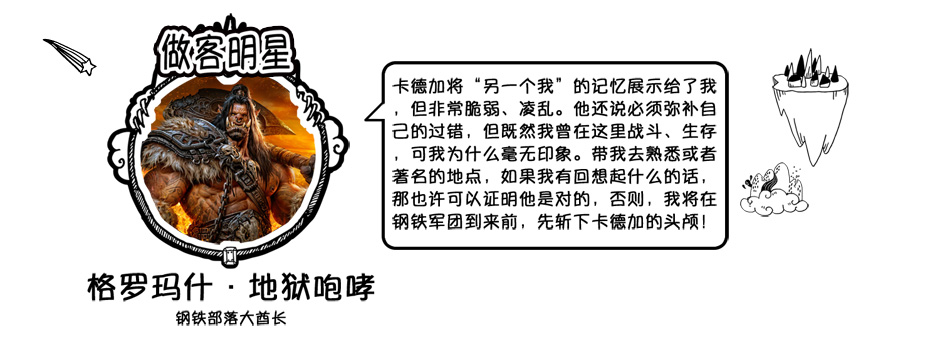 做客明星
卡德加将“另一个我”的记忆展示给了我
，但非常脆弱、凌乱。他还说必须弥补自
己的过错，但既然我曾在这里战斗、生存
，可我为什么毫无印象。带我去熟悉或者
著名的地点，如果我有回想起什么的话，
那也许可以证明他是对的，否则，我将在
钢铁军团到来前，先斩下卡德加的头颅！
格罗玛什·地狱咆哮
钢铁部落大酋长